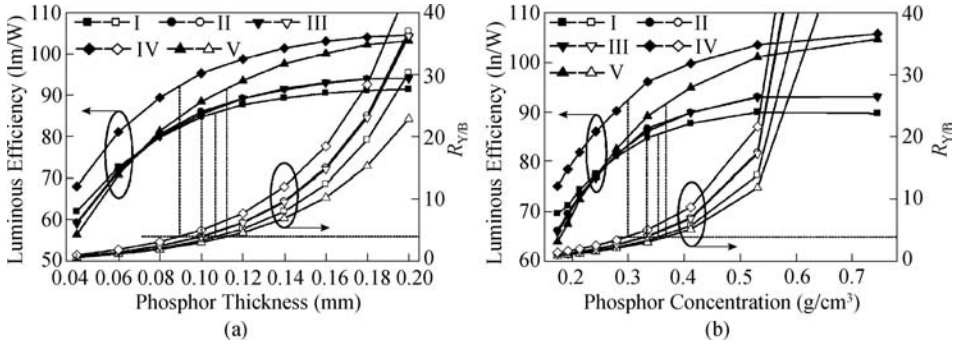 I II III
IV V
Luminous Efficiency (lm/W)
110
100
90
80
70
60
50
40
30
20
10
0
R_Y/B
0.04 0.06 0.08 0.10 0.12 0.14 0.16 0.18 0.20
Phosphor Thickness (mm)
(a)
I II
III IV
V
Luminous Efficiency (ln/W)
110
100
90
80
70
60
40
30
20
10
0
R_Y/B
0.2 0.3 0.4 0.5 0.6 0.7
Phosphor Concentration (g/cm³)
(b)